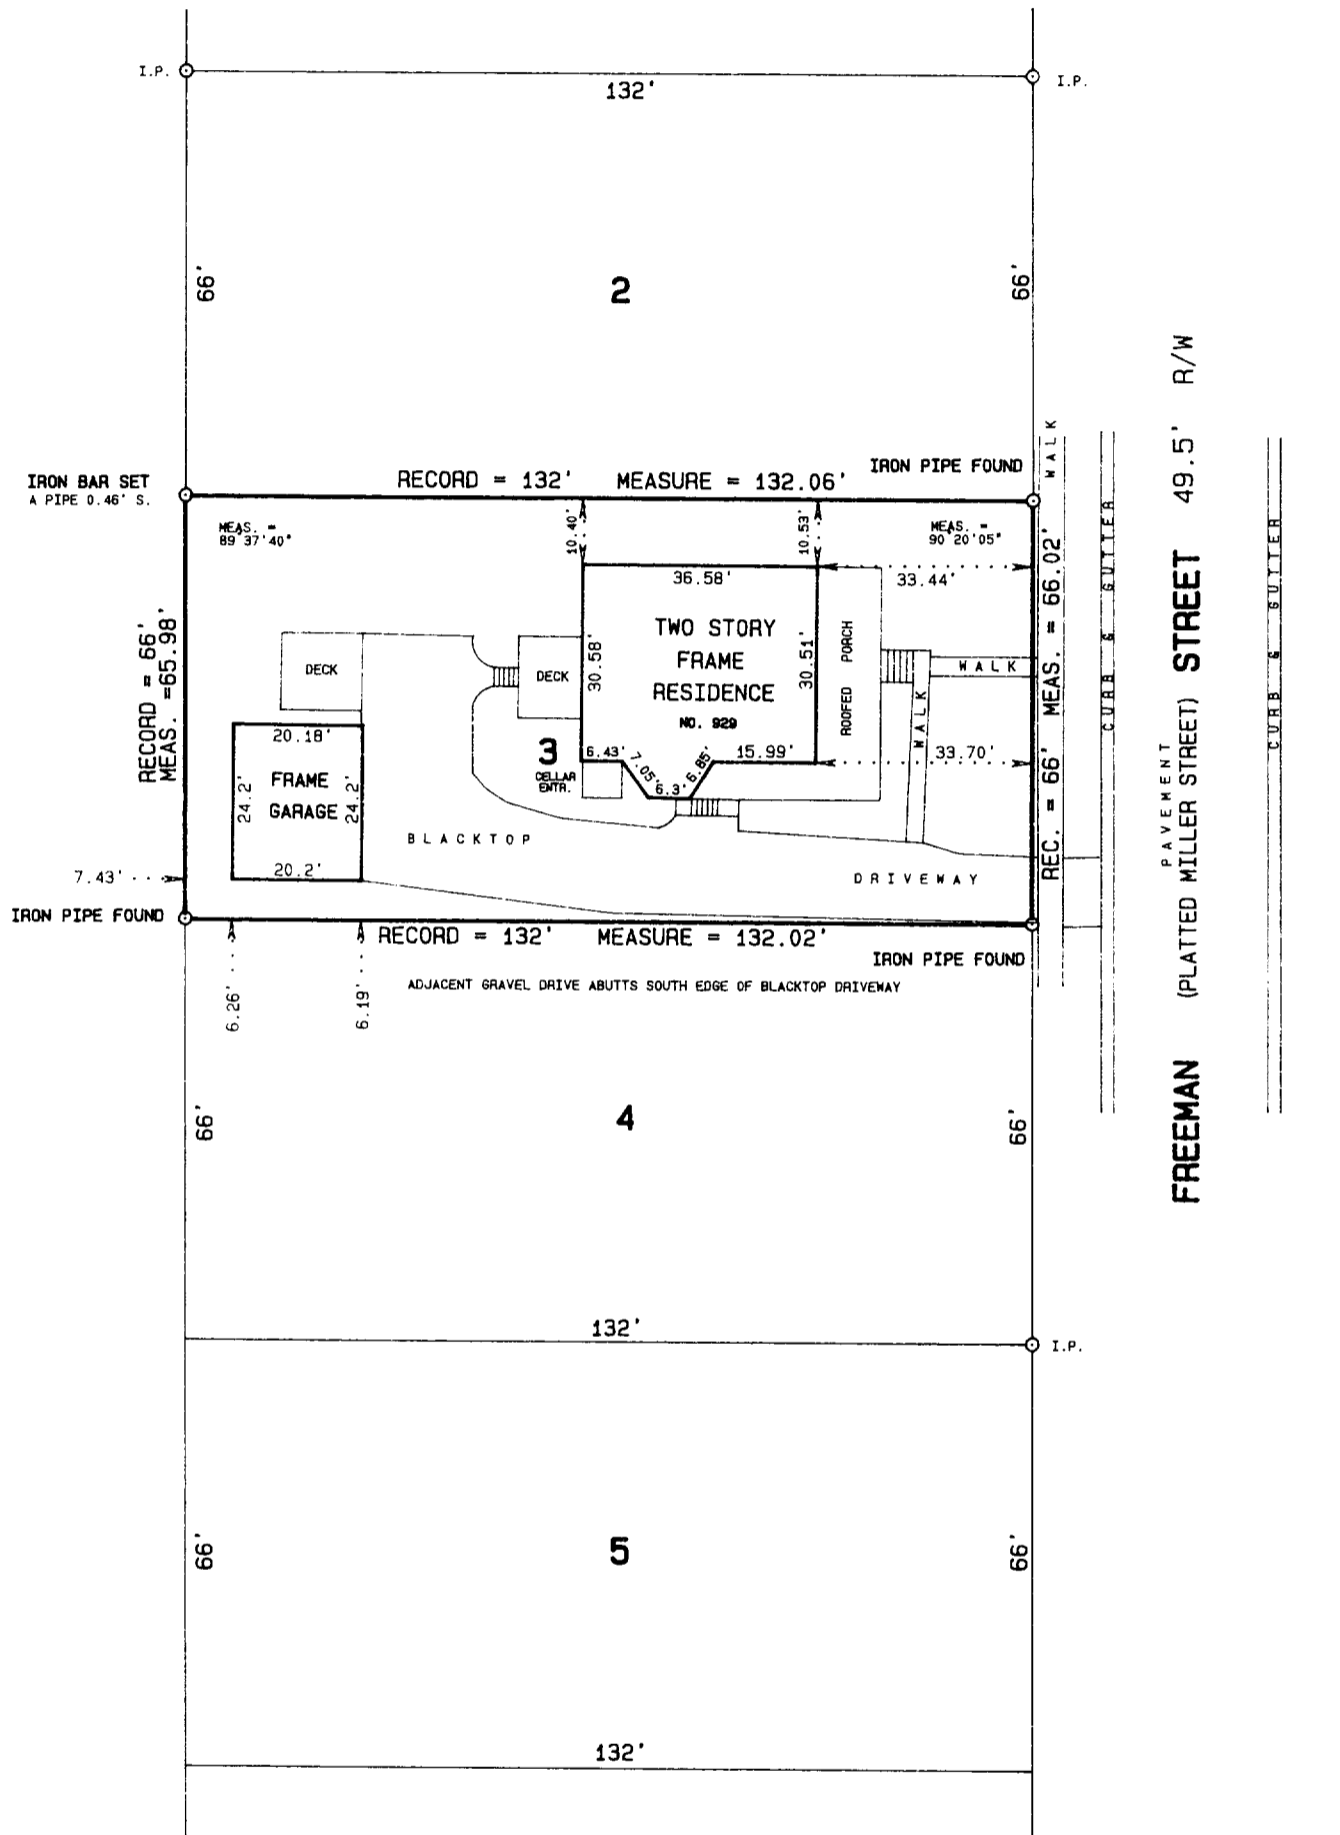 I.P.
132'
I.P.
66'
2
66'
IRON BAR SET
A PIPE 0.46' S.
RECORD = 132' MEASURE = 132.06'
IRON PIPE FOUND
WALK
MEAS. =
89°37'40"
10.40'
10.53'
MEAS. =
90°20'05"
36.58'
33.44'
RECORD = 66'
MEAS. =65.98'
DECK
DECK
30.58'
TWO STORY
FRAME
RESIDENCE
NO. 929
30.51'
ROOFED PORCH
WALK
WALK
REC. = 66' MEAS. = 66.02'
20.18'
FRAME
GARAGE
24.2'
24.2'
20.2'
3
CELLAR
ENTR.
6.43'
7.05'
6.3'
6.85'
15.99'
33.70'
BLACKTOP
DRIVEWAY
7.43'
IRON PIPE FOUND
RECORD = 132' MEASURE = 132.02'
IRON PIPE FOUND
6.26'
6.19'
ADJACENT GRAVEL DRIVE ABUTTS SOUTH EDGE OF BLACKTOP DRIVEWAY
CURB & GUTTER
PAVEMENT
FREEMAN (PLATTED MILLER STREET) STREET 49.5' R/W
CURB & GUTTER
66'
4
66'
132'
I.P.
66'
5
66'
132'